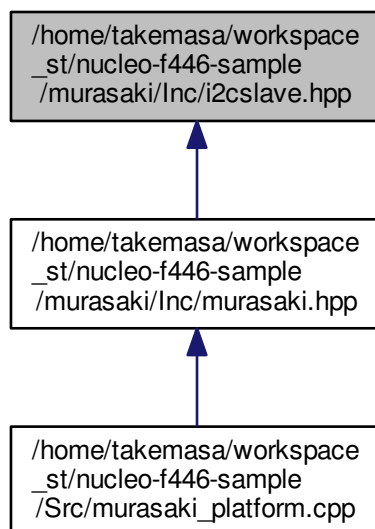 /home/takemasa/workspace
_st/nucleo-f446-sample
/murasaki/Inc/i2cslave.hpp
/home/takemasa/workspace
_st/nucleo-f446-sample
/murasaki/Inc/murasaki.hpp
/home/takemasa/workspace
_st/nucleo-f446-sample
/Src/murasaki_platform.cpp